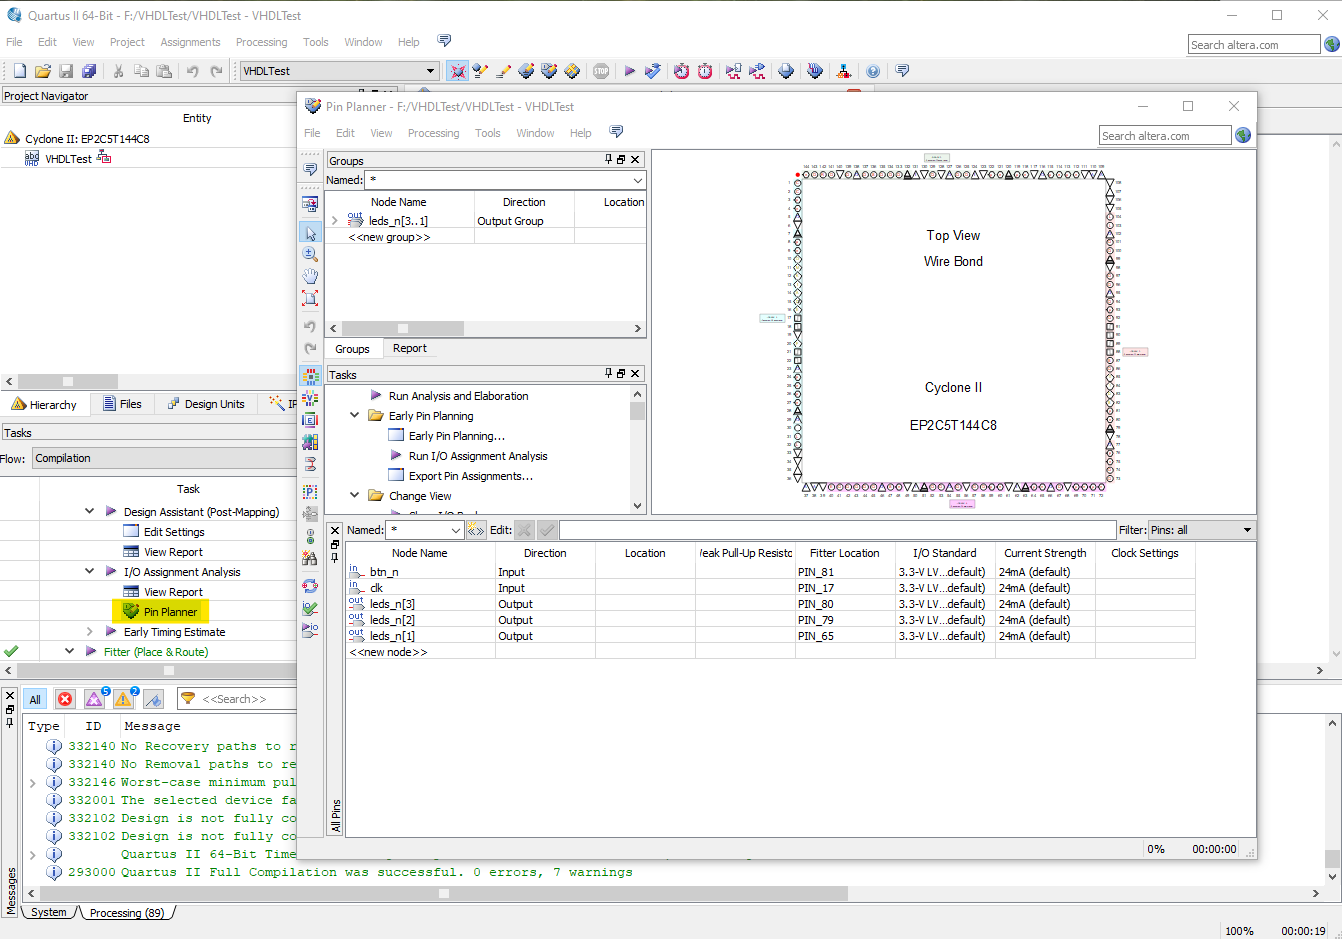 Quartus II 64-Bit - F:/VHDLTest/VHDLTest - VHDLTest
File Edit View Project Assignments Processing Tools Window Help
Search altera.com
VHDLTest
Project Navigator
Entity
Cyclone II: EP2C5T144C8
VHDLTest
Hierarchy Files Design Units
Tasks
Flow: Compilation
Task
Design Assistant (Post-Mapping)
Edit Settings
View Report
I/O Assignment Analysis
View Report
Pin Planner
Early Timing Estimate
Fitter (Place & Route)
Pin Planner - F:/VHDLTest/VHDLTest - VHDLTest
File Edit View Processing Tools Window Help
Search altera.com
Groups
Named: *
Node Name Direction Location
leds_n[3..1] Output Group
<<new group>>
Groups Report
Tasks
Run Analysis and Elaboration
Early Pin Planning
Early Pin Planning...
Run I/O Assignment Analysis
Export Pin Assignments...
Change View
Top View
Wire Bond
Cyclone II
EP2C5T144C8
Named: * Edit: Filter: Pins: all
Node Name Direction Location Weak Pull-Up Resistor Fitter Location I/O Standard Current Strength Clock Settings
btn_n Input PIN_81 3.3-V LV...default) 24mA (default)
clk Input PIN_17 3.3-V LV...default) 24mA (default)
leds_n[3] Output PIN_80 3.3-V LV...default) 24mA (default)
leds_n[2] Output PIN_79 3.3-V LV...default) 24mA (default)
leds_n[1] Output PIN_65 3.3-V LV...default) 24mA (default)
<<new node>>
All Pins
0% 00:00:00
All 5 2 <<Search>>
Type ID Message
332140 No Recovery paths to r
332140 No Removal paths to re
332146 Worst-case minimum pul
332001 The selected device fa
332102 Design is not fully co
332102 Design is not fully co
Quartus II 64-Bit Time
293000 Quartus II Full Compilation was successful. 0 errors, 7 warnings
Messages
System Processing (89)
100% 00:00:19